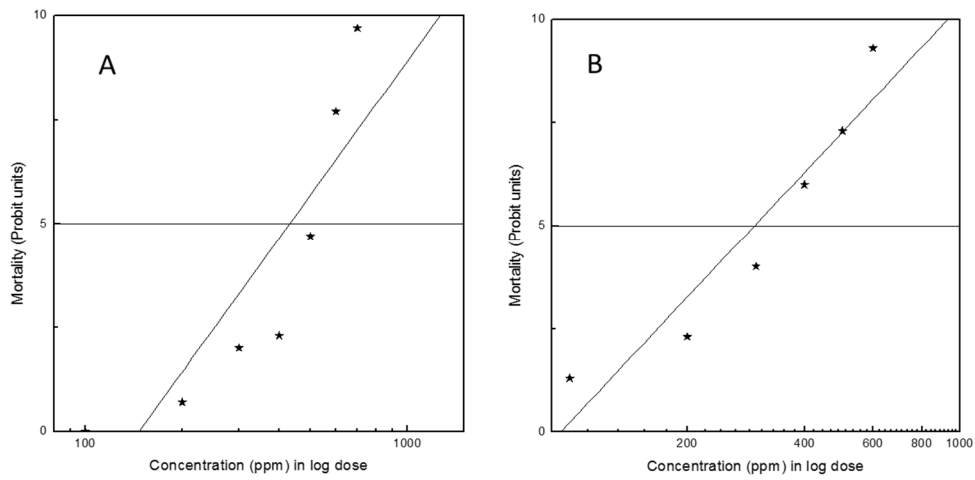 A
10
5
0
100
1000
Mortality (Probit units)
Concentration (ppm) in log dose
B
10
5
0
200
400
600
800
1000
Mortality (Probit units)
Concentration (ppm) in log dose